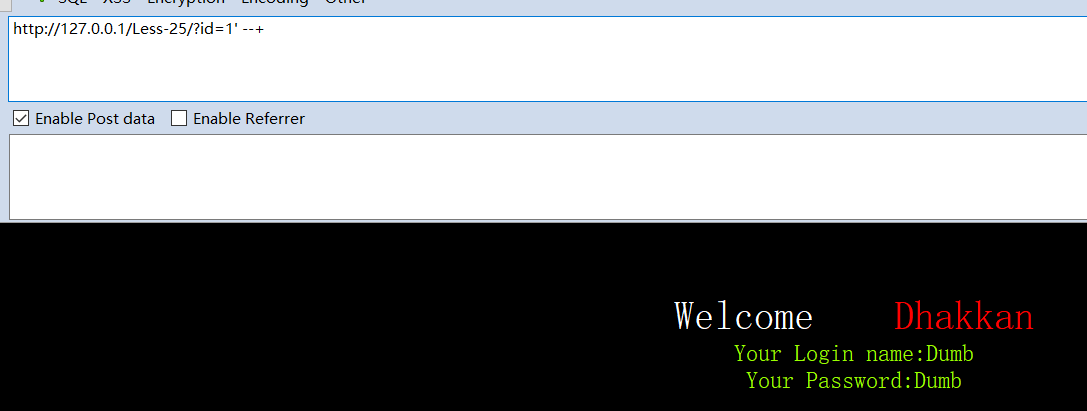 SQL XSS Encryption Encoding Other
http://127.0.0.1/Less-25/?id=1' --+
Enable Post data Enable Referrer
Welcome Dhakkan
Your Login name:Dumb
Your Password:Dumb